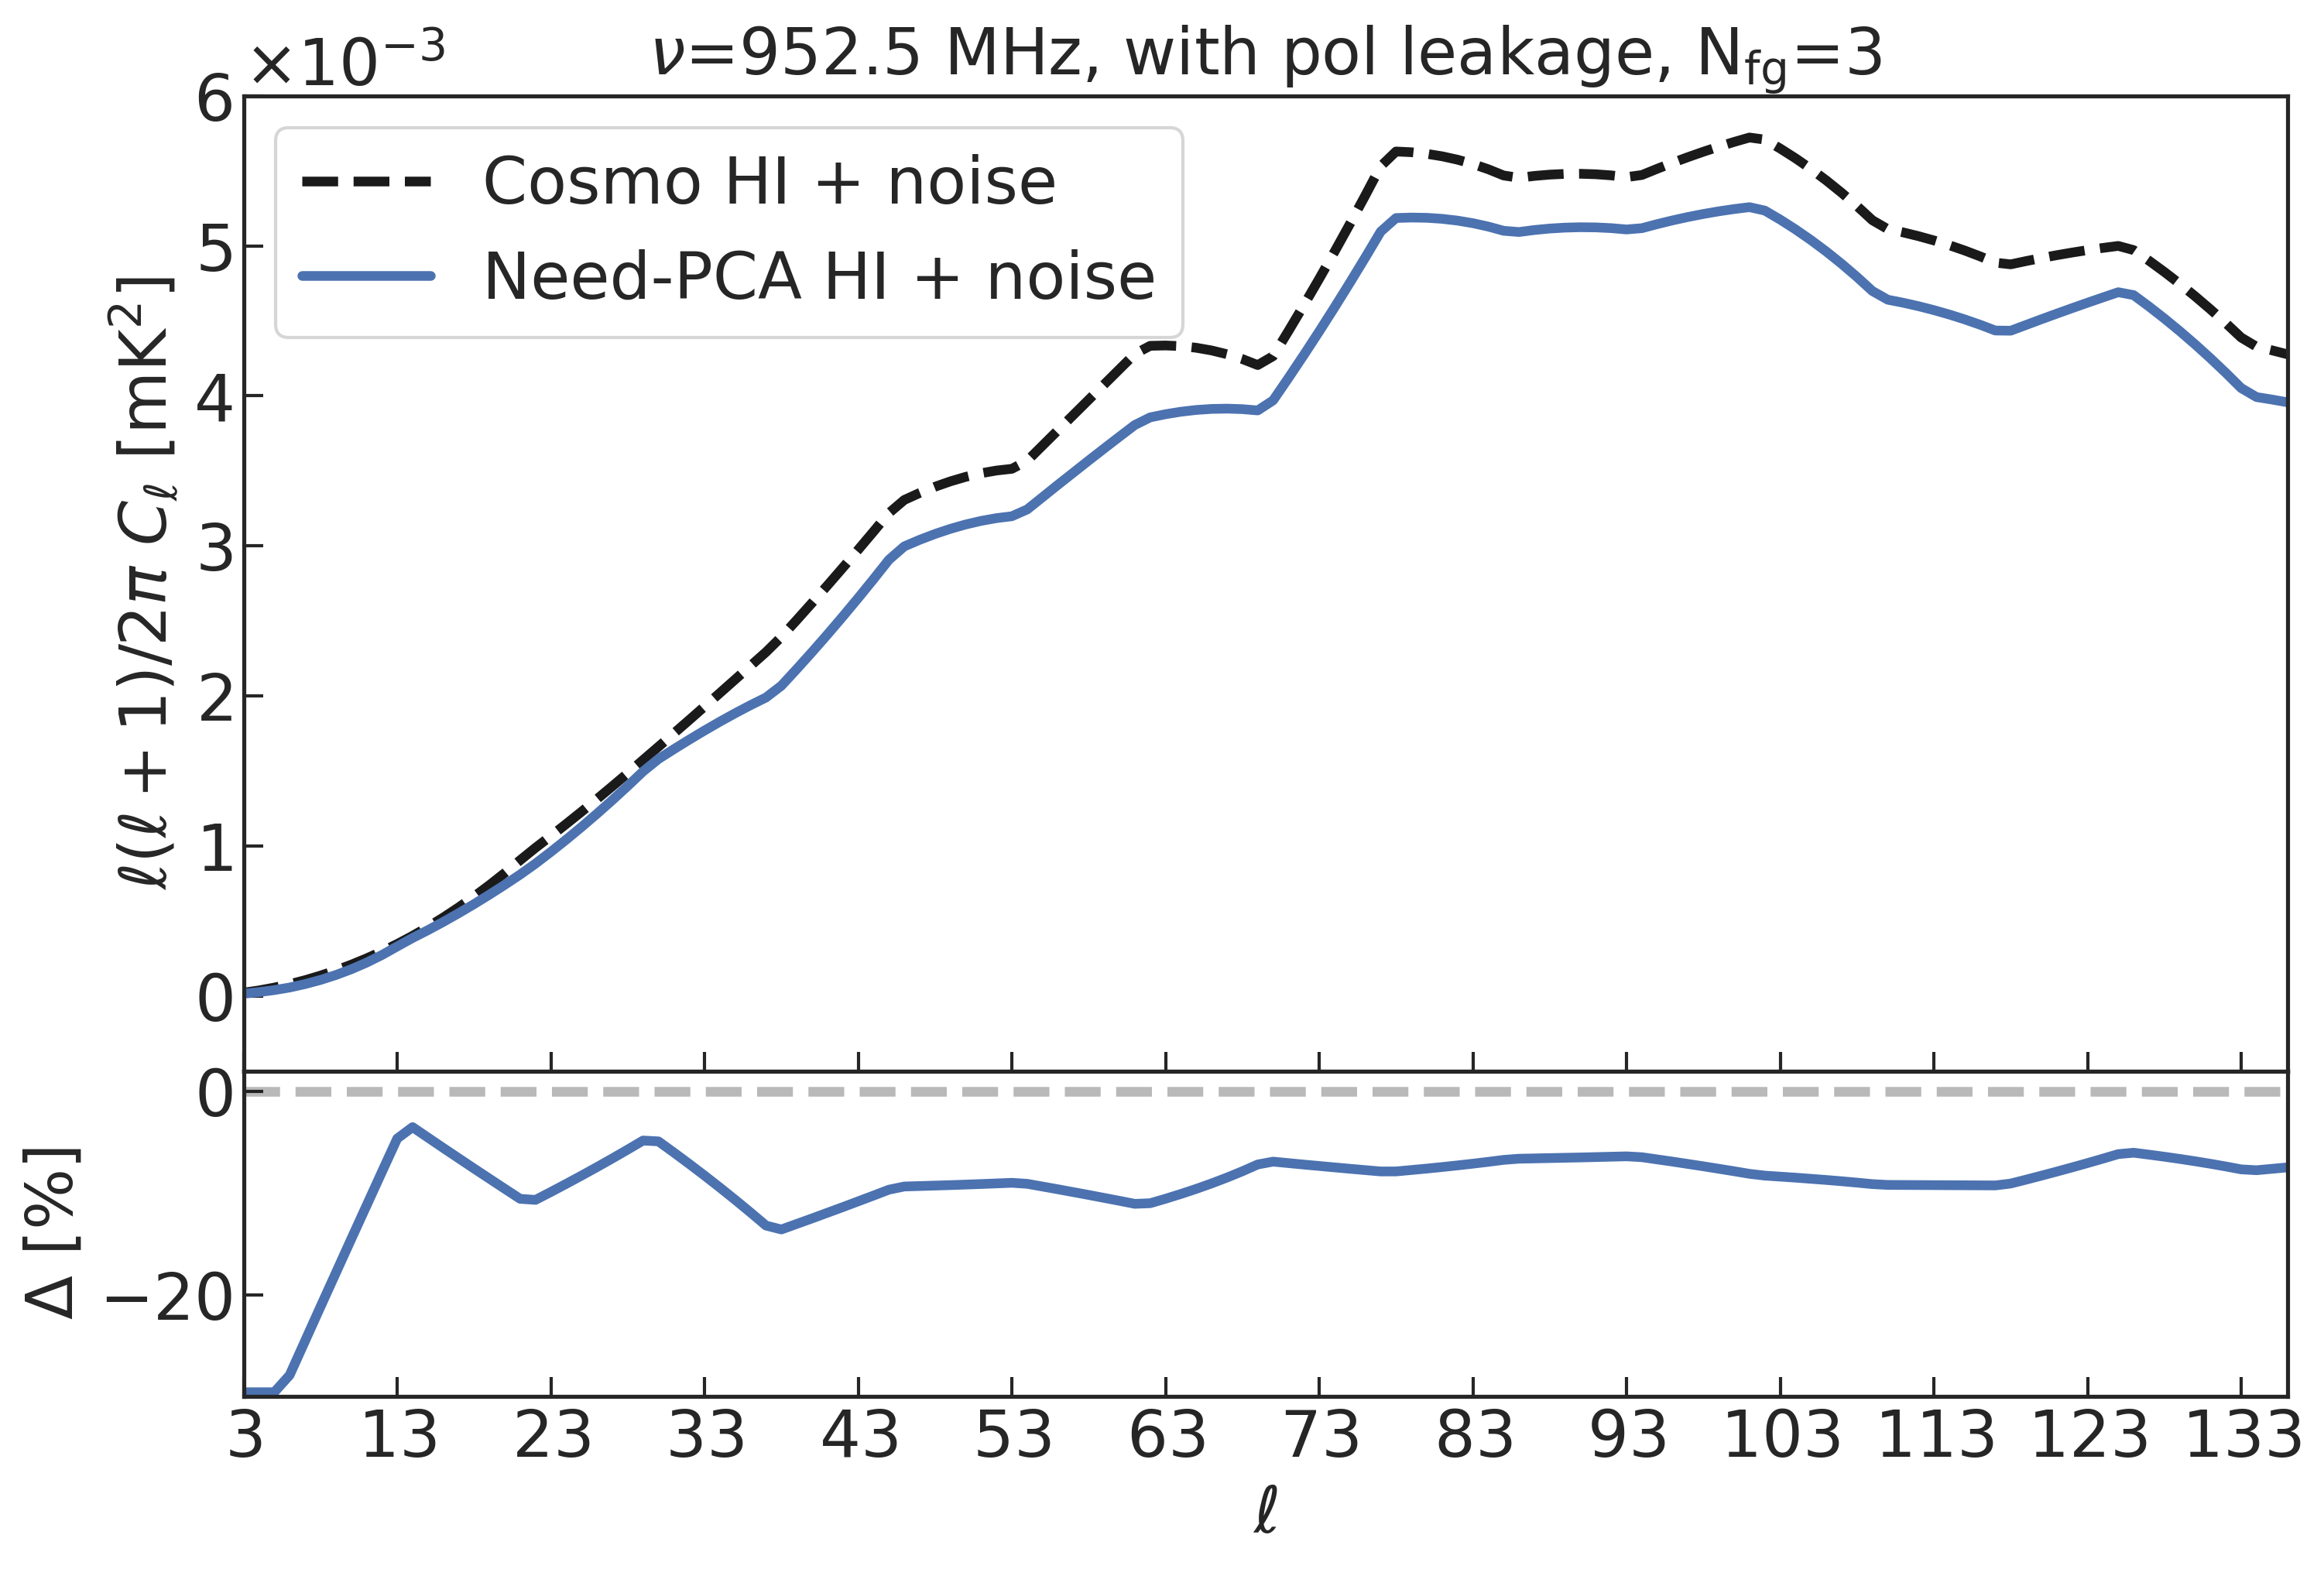 ×10⁻³ ν=952.5 MHz, with pol leakage, N_fg=3
Cosmo HI + noise
Need-PCA HI + noise
ℓ(ℓ + 1)/2π C_ℓ [mK²]
6
5
4
3
2
1
0
Δ [%]
0
−20
3 13 23 33 43 53 63 73 83 93 103 113 123 133
ℓ